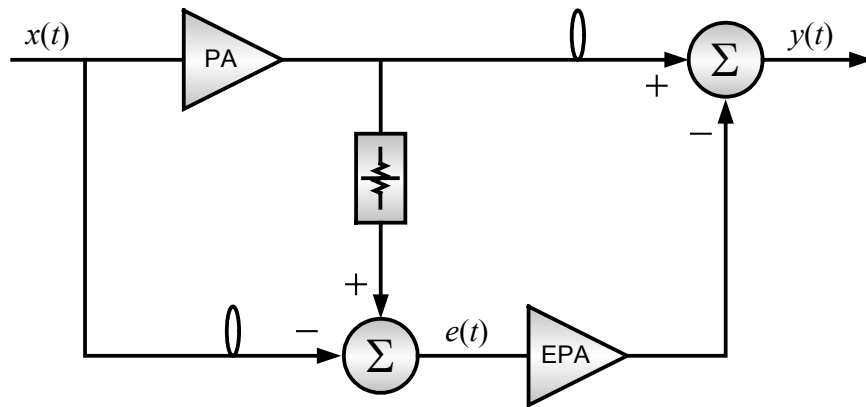 x(t)
PA
Σ
y(t)
+
−
+
−
Σ
e(t)
EPA